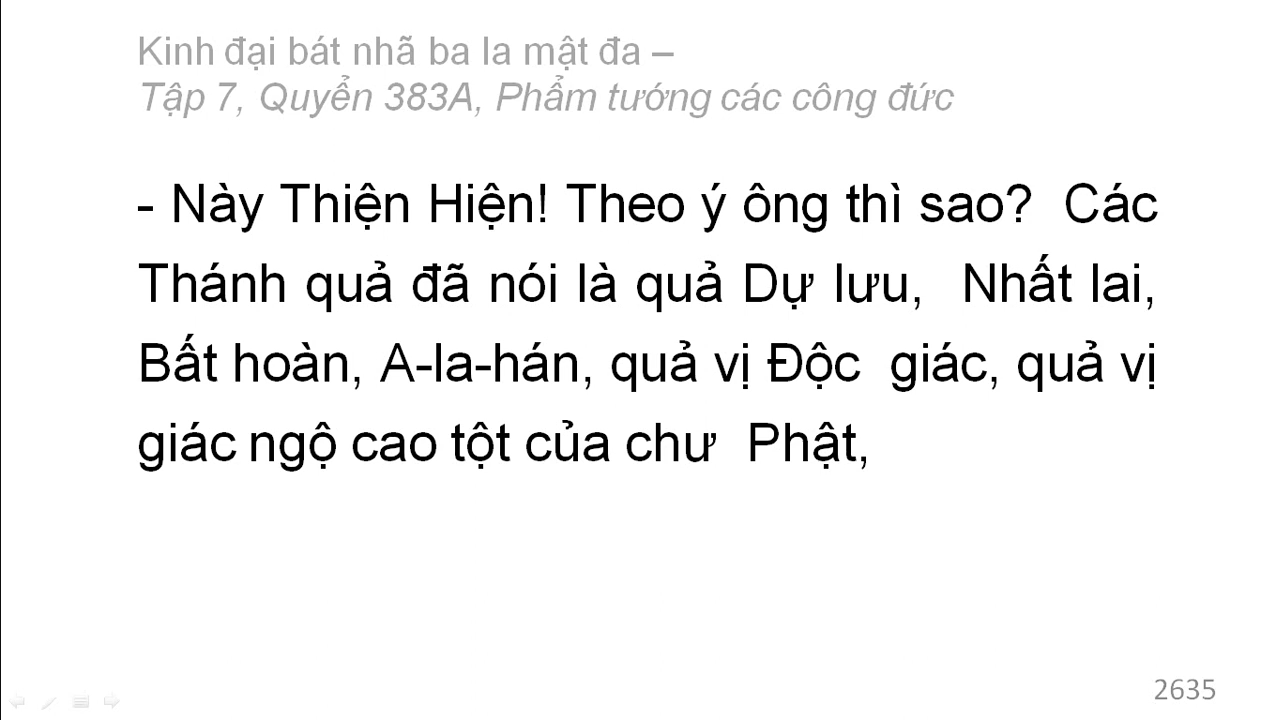 Kinh đại bát nhã ba la mật đa –
Tập 7, Quyển 383A, Phẩm tướng các công đức
- Này Thiện Hiện! Theo ý ông thì sao? Các
Thánh quả đã nói là quả Dự lưu, Nhất lai,
Bất hoàn, A-la-hán, quả vị Độc giác, quả vị
giác ngộ cao tột của chư Phật,
2635